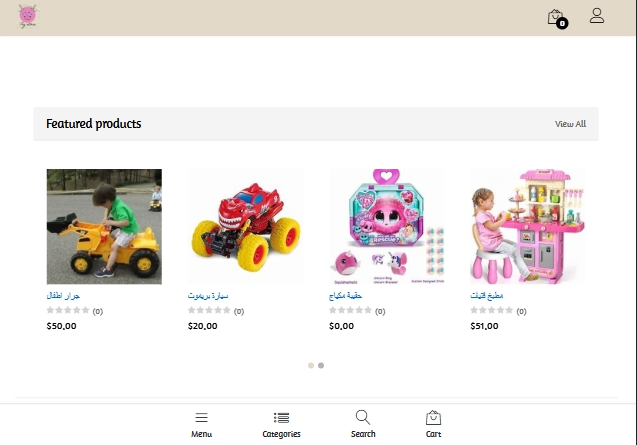 0
Featured products
View All
جرار اطفال
(0)
$50,00
سيارة بريموت
(0)
$20,00
حقيبة مكياج
(0)
$0,00
مطبخ فتيات
(0)
$51,00
Menu
Categories
Search
Cart